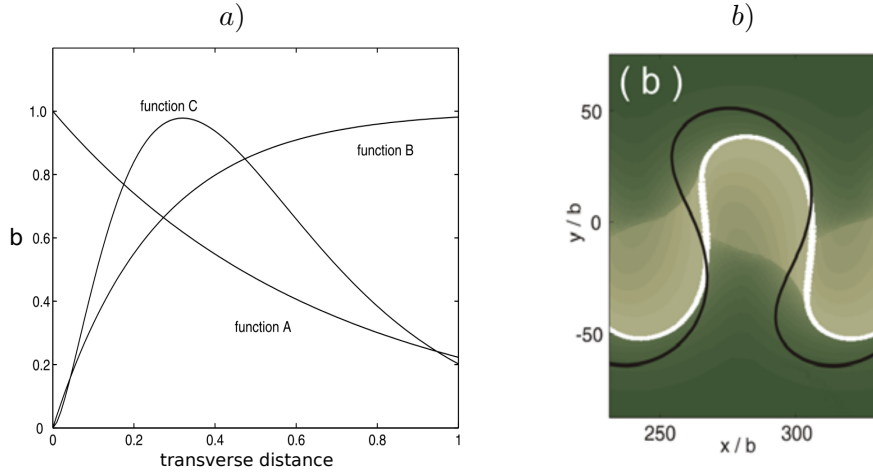 a)
b)
function C
function B
function A
1.0
0.8
0.6
b
0.4
0.2
0
0
0.2
0.4
0.6
0.8
1
transverse distance
( b )
50
0
-50
y / b
250
300
x / b